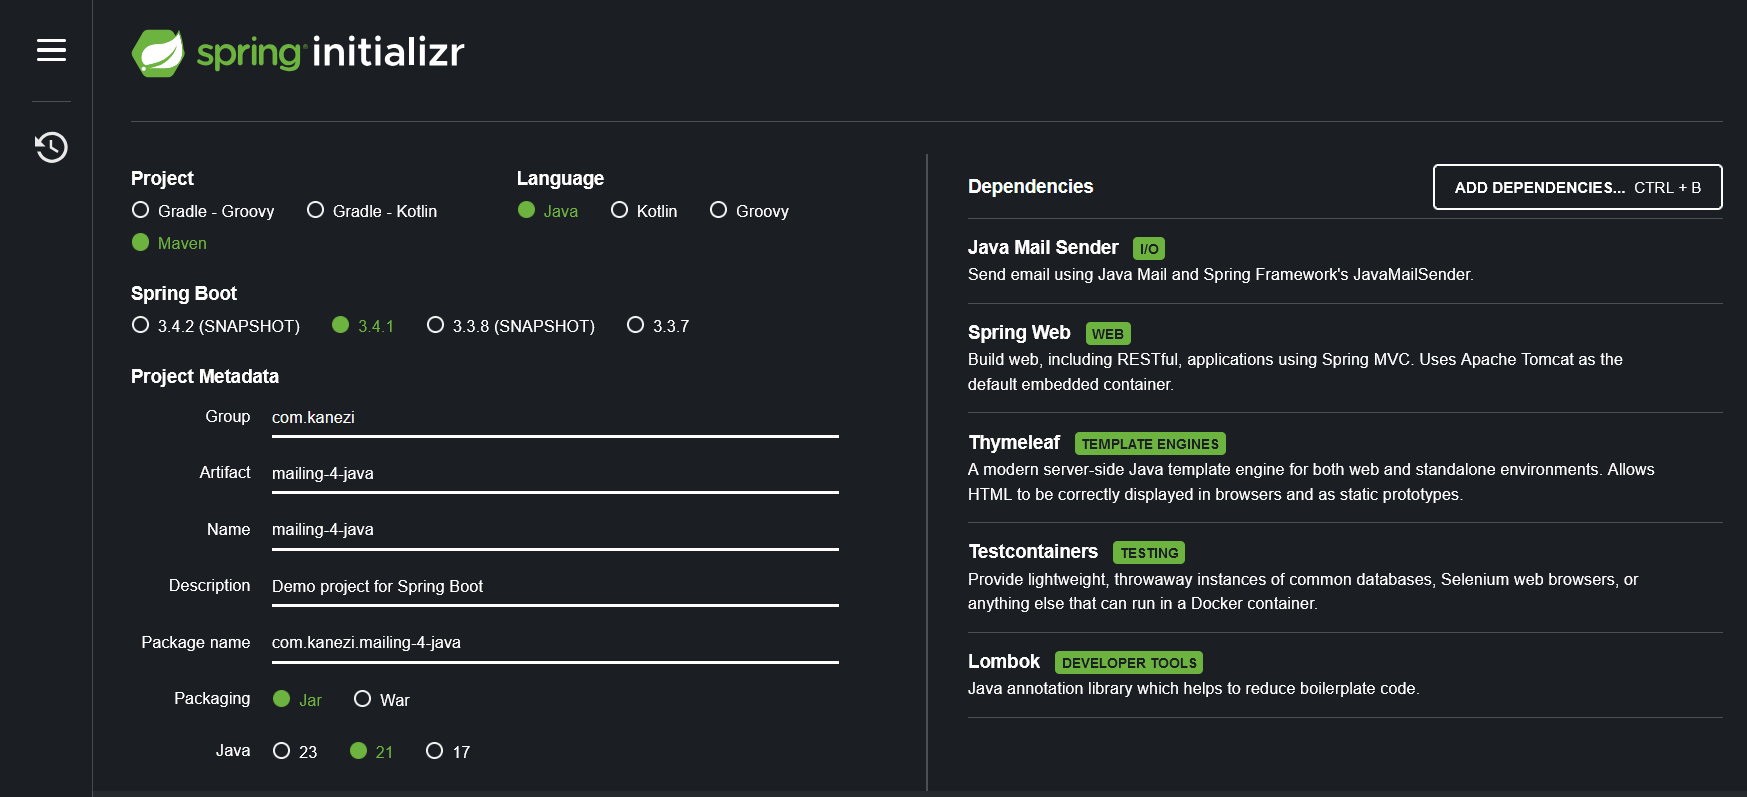 spring initializr
Project
Gradle - Groovy
Gradle - Kotlin
Maven
Language
Java
Kotlin
Groovy
Spring Boot
3.4.2 (SNAPSHOT)
3.4.1
3.3.8 (SNAPSHOT)
3.3.7
Project Metadata
Group com.kanezi
Artifact mailing-4-java
Name mailing-4-java
Description Demo project for Spring Boot
Package name com.kanezi.mailing-4-java
Packaging Jar War
Java 23 21 17
Dependencies
ADD DEPENDENCIES... CTRL + B
Java Mail Sender I/O
Send email using Java Mail and Spring Framework's JavaMailSender.
Spring Web WEB
Build web, including RESTful, applications using Spring MVC. Uses Apache Tomcat as the
default embedded container.
Thymeleaf TEMPLATE ENGINES
A modern server-side Java template engine for both web and standalone environments. Allows
HTML to be correctly displayed in browsers and as static prototypes.
Testcontainers TESTING
Provide lightweight, throwaway instances of common databases, Selenium web browsers, or
anything else that can run in a Docker container.
Lombok DEVELOPER TOOLS
Java annotation library which helps to reduce boilerplate code.